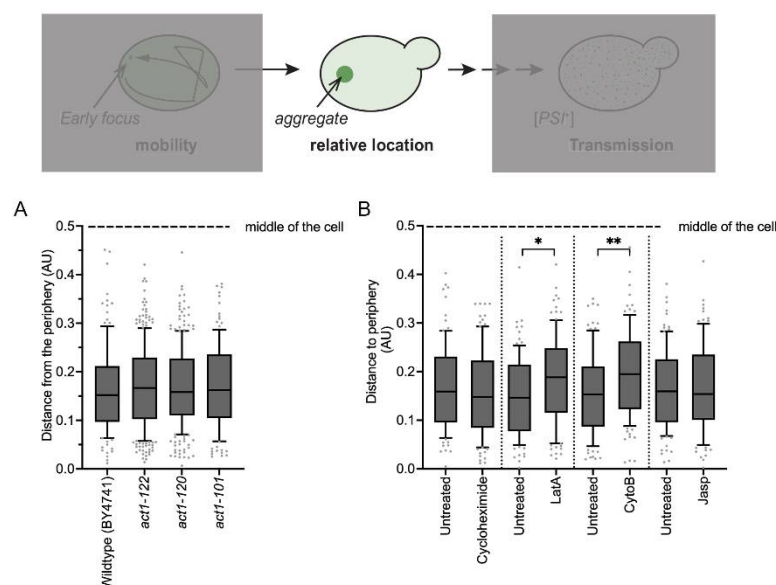 Early focus
mobility
aggregate
relative location
[PSI⁺]
Transmission
A
Distance from the periphery (AU)
0.5
0.4
0.3
0.2
0.1
0.0
middle of the cell
Wildtype (BY4741)
act1-122
act1-120
act1-101
B
Distance to periphery
(AU)
0.5
0.4
0.3
0.2
0.1
0.0
middle of the cell
*
**
Untreated
Cycloheximide
Untreated
LatA
Untreated
CytoB
Untreated
Jasp